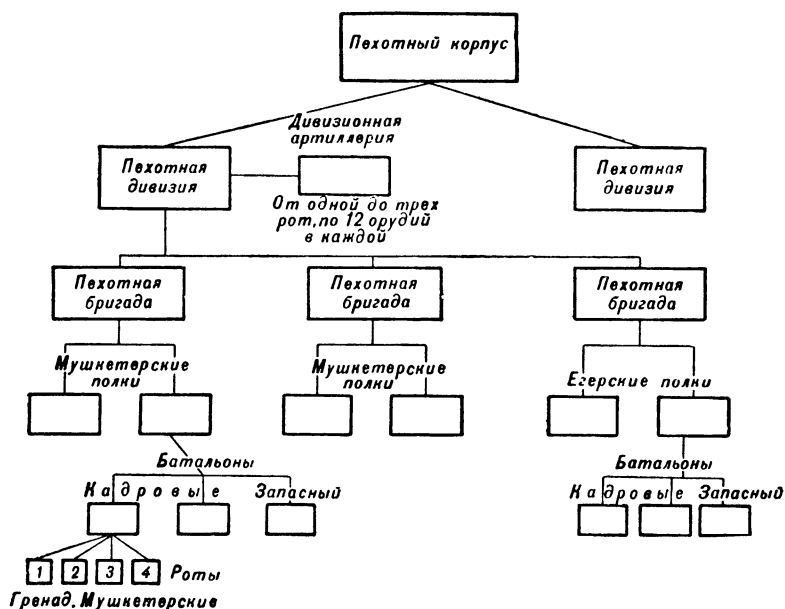 Пехотный корпус
Дивизионная
артиллерия
Пехотная
дивизия
Пехотная
дивизия
От одной до трех
рот, по 12 орудий
в каждой
Пехотная
бригада
Пехотная
бригада
Пехотная
бригада
Мушкетерские
полки
Мушкетерские
полки
Егерские полки
Батальоны
Кадровые Запасный
Батальоны
Кадровые Запасный
1 2 3 4 Роты
Гренад. Мушкетерские